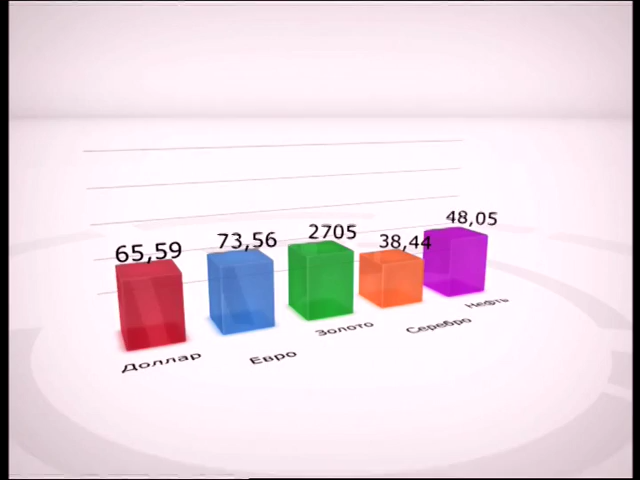 65,59
73,56
2705
38,44
48,05
Доллар
Евро
Золото
Серебро
Нефть